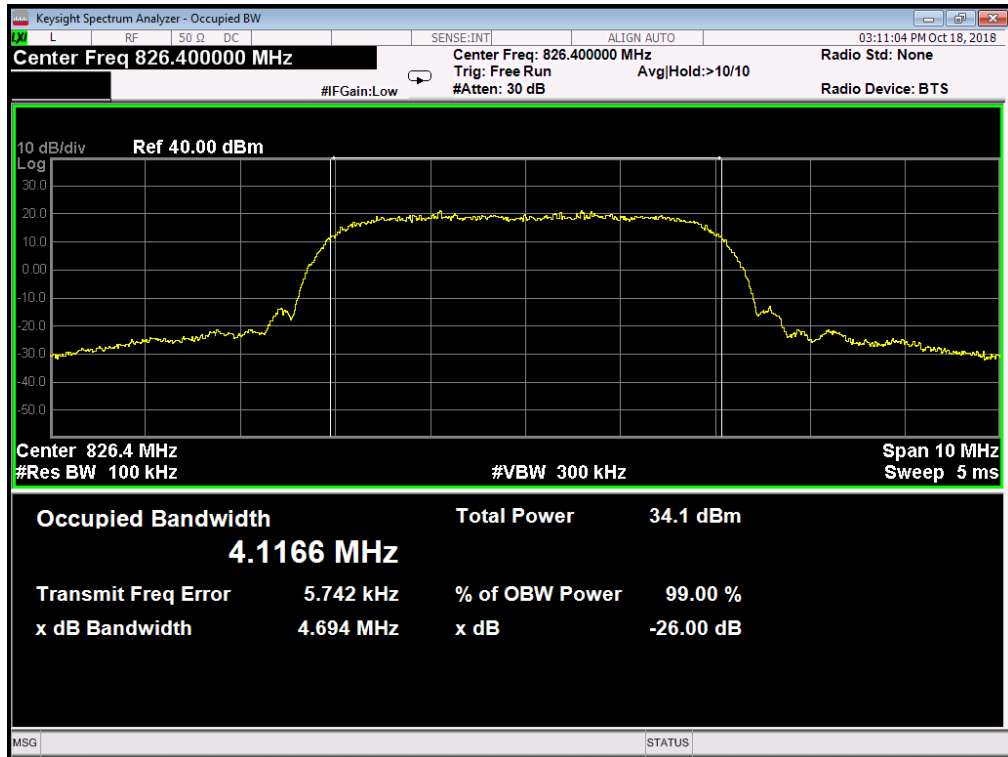 Keysight Spectrum Analyzer - Occupied BW
LXI L RF 50 Ω DC SENSE:INT ALIGN AUTO 03:11:04 PM Oct 18, 2018
Center Freq 826.400000 MHz Center Freq: 826.400000 MHz Radio Std: None
Trig: Free Run Avg|Hold:>10/10
#IFGain:Low #Atten: 30 dB Radio Device: BTS
10 dB/div Ref 40.00 dBm
Log
30.0
20.0
10.0
0.00
-10.0
-20.0
-30.0
-40.0
-50.0
Center 826.4 MHz Span 10 MHz
#Res BW 100 kHz #VBW 300 kHz Sweep 5 ms
Occupied Bandwidth Total Power 34.1 dBm
4.1166 MHz
Transmit Freq Error 5.742 kHz % of OBW Power 99.00 %
x dB Bandwidth 4.694 MHz x dB -26.00 dB
MSG STATUS